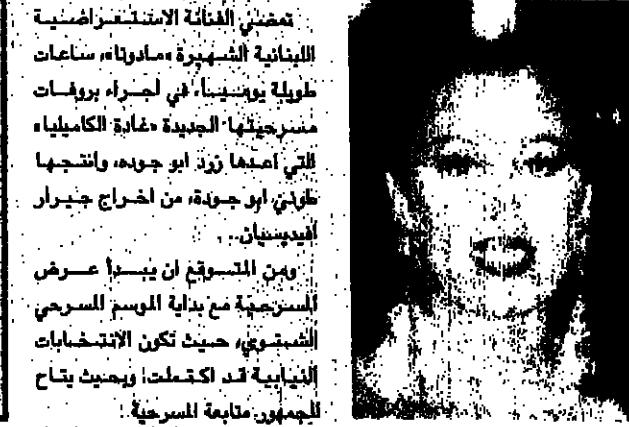 تمضي الفنانة الاستعراضية
اللبنانية الشهيرة «مادونا»، ساعات
طويلة يومياً، في اجراء بروفات
مسرحيتها الجديدة «غادة الكاميليا»
التي اعدها زرد ابو جوده، وانتجها
طوني ابو جودة، من اخراج جيرار
افيديسيان..
ومن المتوقع ان يبدأ عرض
المسرحية مع بداية الموسم المسرحي
الشتوي، حيث تكون الانتخابات
النيابية قد اكتملت، وبحيث يتاح
للجمهور متابعة المسرحية.